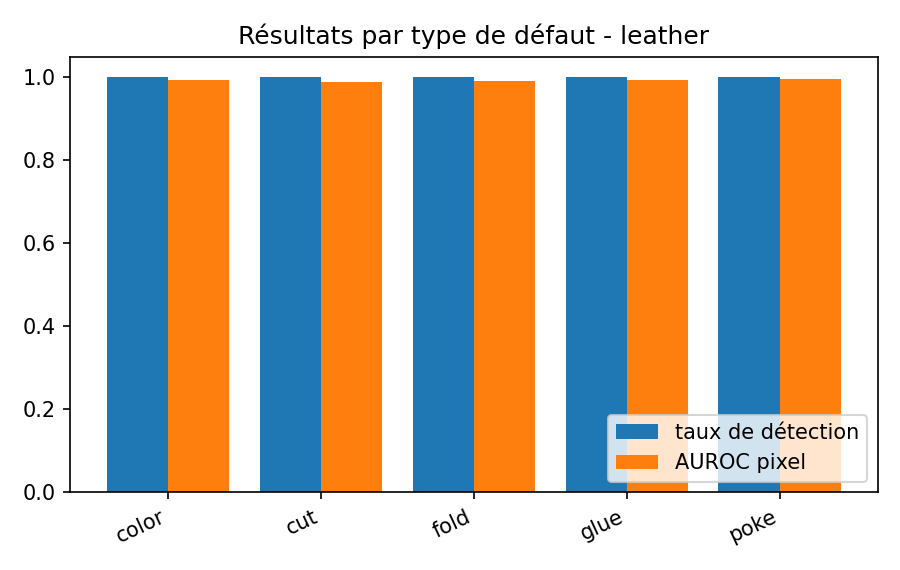 Résultats par type de défaut - leather
1.0
0.8
0.6
0.4
0.2
0.0
taux de détection
AUROC pixel
color
cut
fold
glue
poke